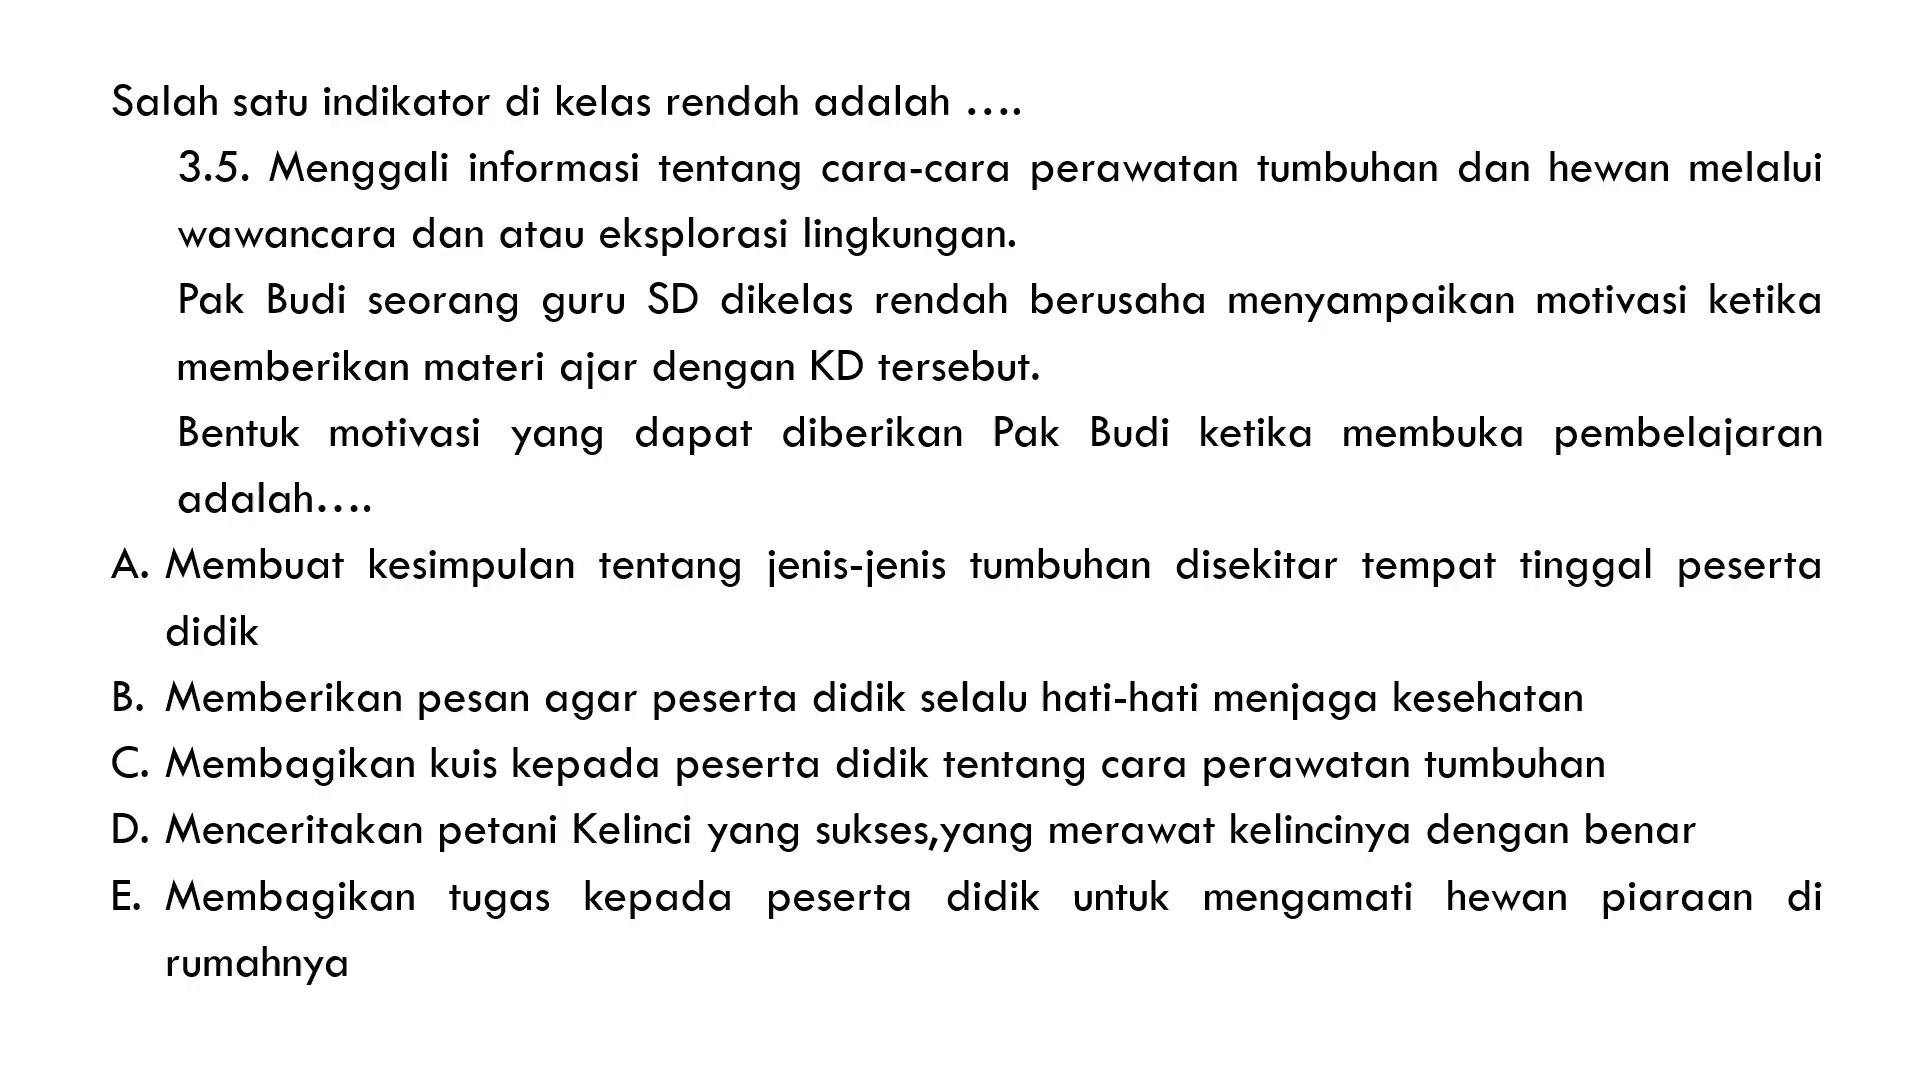 Salah satu indikator di kelas rendah adalah ....
3.5. Menggali informasi tentang cara-cara perawatan tumbuhan dan hewan melalui
wawancara dan atau eksplorasi lingkungan.
Pak Budi seorang guru SD dikelas rendah berusaha menyampaikan motivasi ketika
memberikan materi ajar dengan KD tersebut.
Bentuk motivasi yang dapat diberikan Pak Budi ketika membuka pembelajaran
adalah....
A. Membuat kesimpulan tentang jenis-jenis tumbuhan disekitar tempat tinggal peserta
didik
B. Memberikan pesan agar peserta didik selalu hati-hati menjaga kesehatan
C. Membagikan kuis kepada peserta didik tentang cara perawatan tumbuhan
D. Menceritakan petani Kelinci yang sukses,yang merawat kelincinya dengan benar
E. Membagikan tugas kepada peserta didik untuk mengamati hewan piaraan di
rumahnya